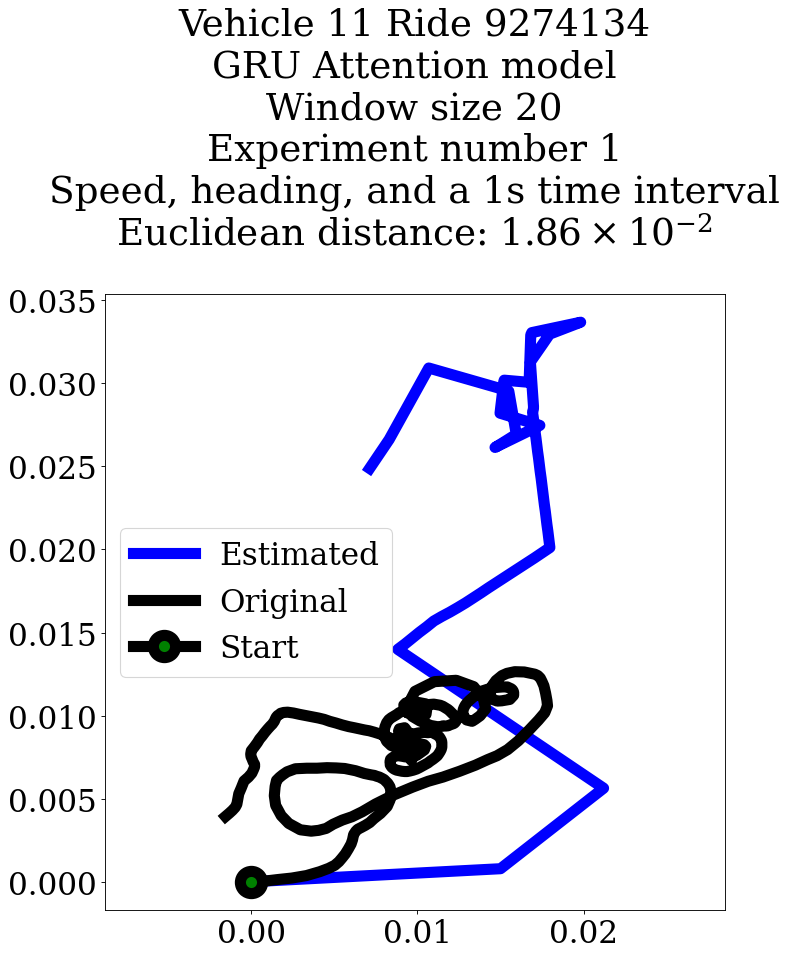 Vehicle 11 Ride 9274134
GRU Attention model
Window size 20
Experiment number 1
Speed, heading, and a 1s time interval
Euclidean distance: 1.86 × 10⁻²
0.035
0.030
0.025
0.020
0.015
0.010
0.005
0.000
Estimated
Original
Start
0.00 0.01 0.02